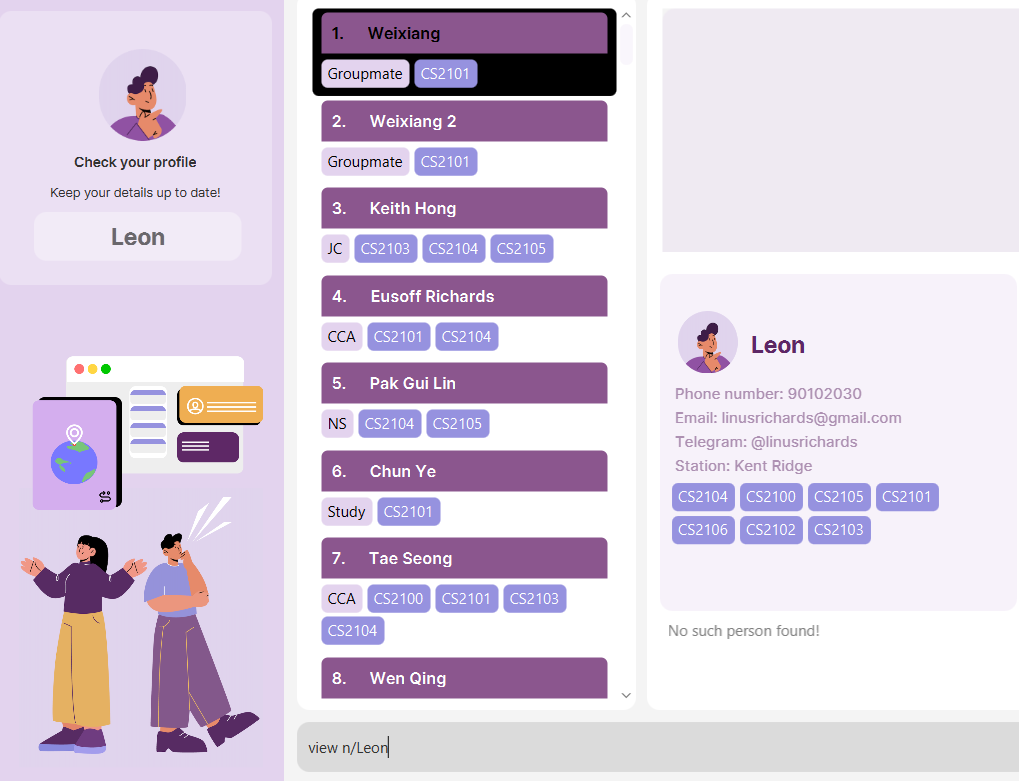 Check your profile
Keep your details up to date!
Leon
1. Weixiang
Groupmate CS2101
2. Weixiang 2
Groupmate CS2101
3. Keith Hong
JC CS2103 CS2104 CS2105
4. Eusoff Richards
CCA CS2101 CS2104
5. Pak Gui Lin
NS CS2104 CS2105
6. Chun Ye
Study CS2101
7. Tae Seong
CCA CS2100 CS2101 CS2103
CS2104
8. Wen Qing
Leon
Phone number: 90102030
Email: linusrichards@gmail.com
Telegram: @linusrichards
Station: Kent Ridge
CS2104 CS2100 CS2105 CS2101
CS2106 CS2102 CS2103
No such person found!
view n/Leon